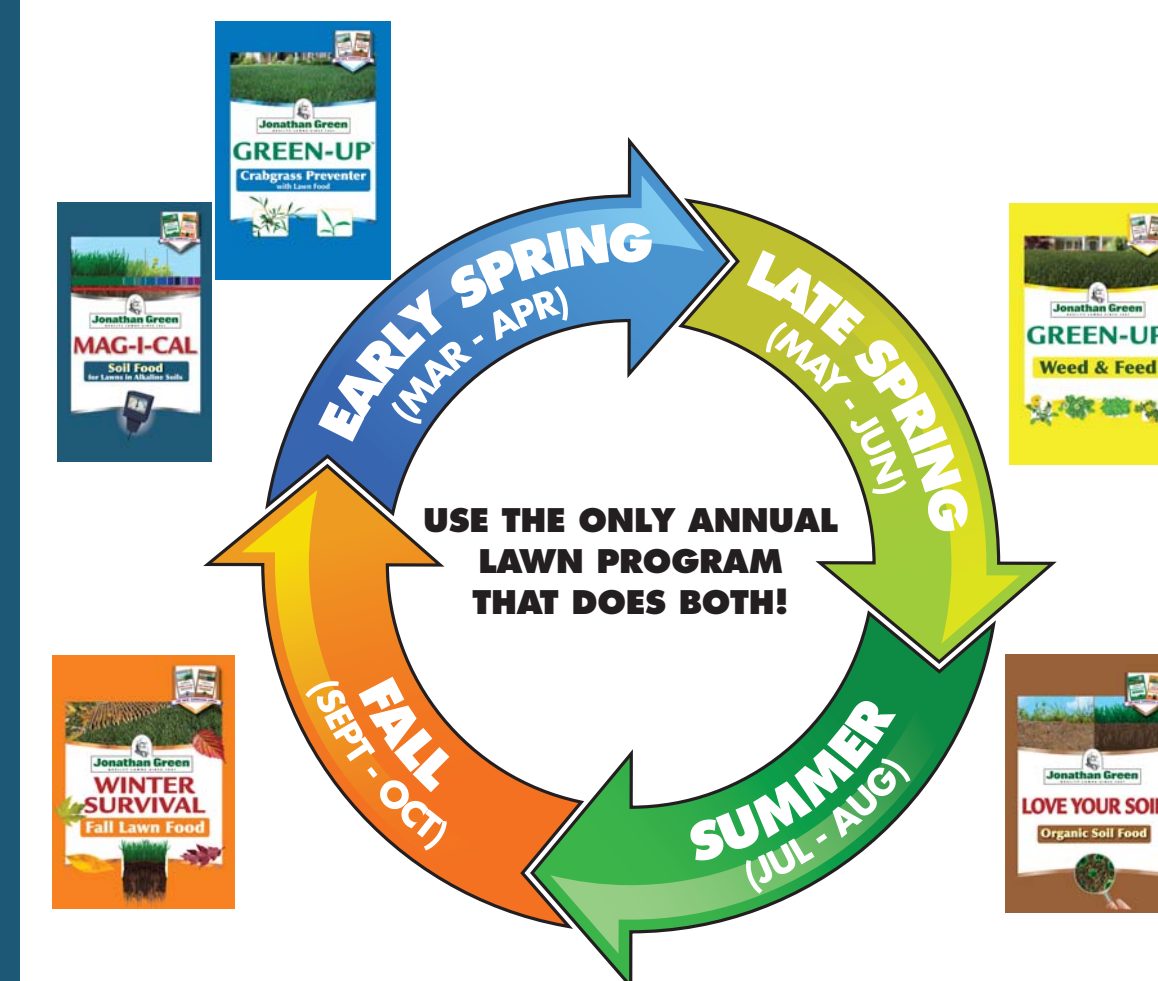 Jonathan Green
GREEN-UP
Crabgrass Preventer
with Lawn Food
Jonathan Green
MAG-I-CAL
Soil Food
for Lawns in Alkaline Soils
EARLY SPRING
(MAR - APR)
LATE SPRING
(MAY - JUN)
Jonathan Green
GREEN-UP
Weed & Feed
USE THE ONLY ANNUAL
LAWN PROGRAM
THAT DOES BOTH!
Jonathan Green
WINTER
SURVIVAL
Fall Lawn Food
FALL
(SEPT - OCT)
SUMMER
(JUL - AUG)
Jonathan Green
LOVE YOUR SOIL
Organic Soil Food